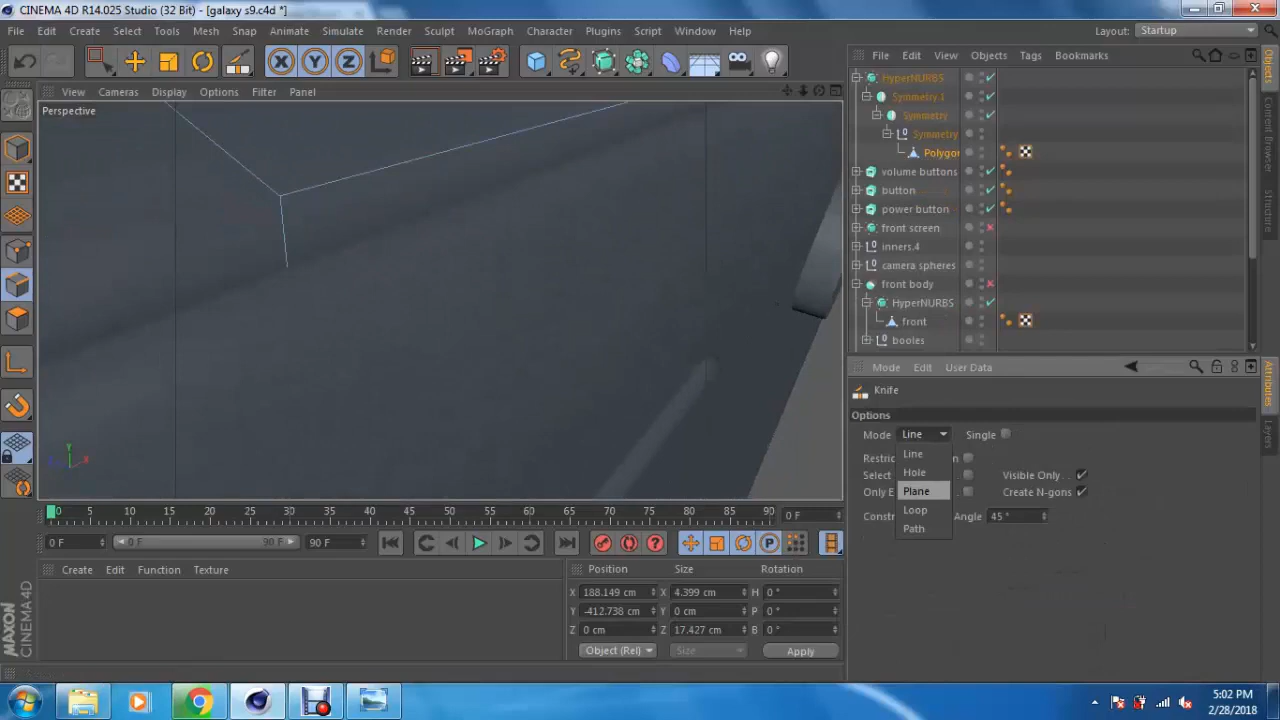 CINEMA 4D R14.025 Studio (32 Bit) - [galaxy s9.c4d *]
File Edit Create Select Tools Mesh Snap Animate Simulate Render Sculpt MoGraph Character Plugins Script Window Help Layout: Startup
File Edit View Objects Tags Bookmarks
View Cameras Display Options Filter Panel
Perspective
HyperNURBS
Symmetry.1
Symmetry
Symmetry
Polygon
volume buttons
button
power button
front screen
inners.4
camera spheres
front body
HyperNURBS
front
booles
Objects
Content Browser
Structure
Mode Edit User Data
Attributes
Layers
Knife
Options
Mode Line Single
Line
Restric n
Hole
Select Visible Only
Plane
Only E Create N-gons
Loop
Constr Angle 45 °
Path
0 5 10 15 20 25 30 35 40 45 50 55 60 65 70 75 80 85 90 0 F
0 F 0 F 90 F 90 F
Create Edit Function Texture
Position Size Rotation
X 188.149 cm X 4.399 cm H 0 °
Y -412.738 cm Y 0 cm P 0 °
Z 0 cm Z 17.427 cm B 0 °
Object (Rel) Size Apply
MAXON
CINEMA 4D
5:02 PM
2/28/2018